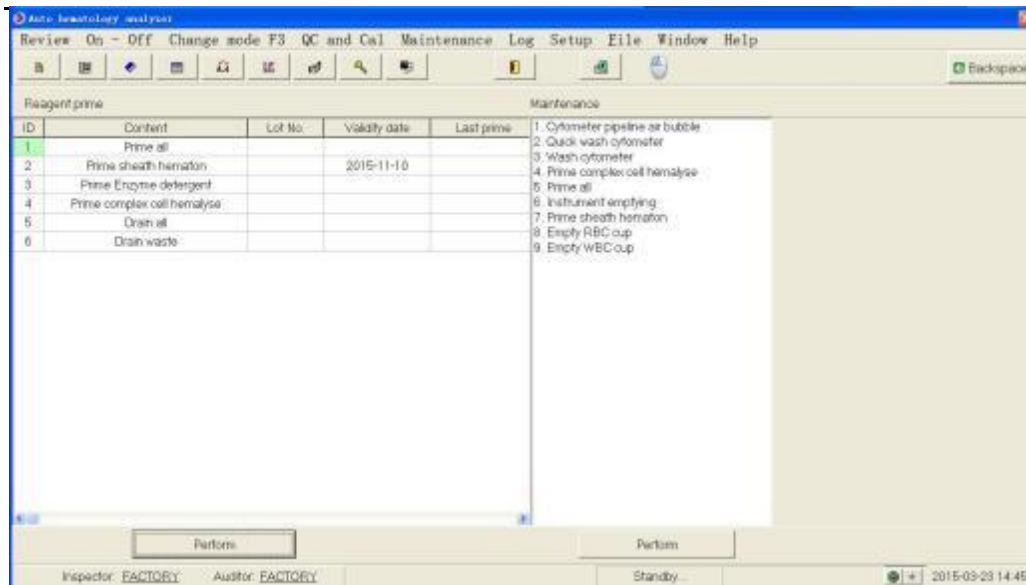 Auto hematology analyzer
Review On - Off Change mode F3 QC and Cal Maintenance Log Setup File Window Help
Backspace
Reagent prime
Maintenance
ID Content Lot No. Validity date Last prime
1 Prime all
2 Prime sheath hematon 2015-11-10
3 Prime Enzyme detergent
4 Prime complex cell hemalyse
5 Drain all
6 Drain waste
1. Cytometer pipeline air bubble
2. Quick wash cytometer
3. Wash cytometer
4. Prime complex cell hemalyse
5. Prime all
6. Instrument emptying
7. Prime sheath hematon
8. Empty RBC cup
9. Empty WBC cup
Perform
Perform
Inspector: FACTORY Auditor: FACTORY Standby... 2015-03-23 14:45